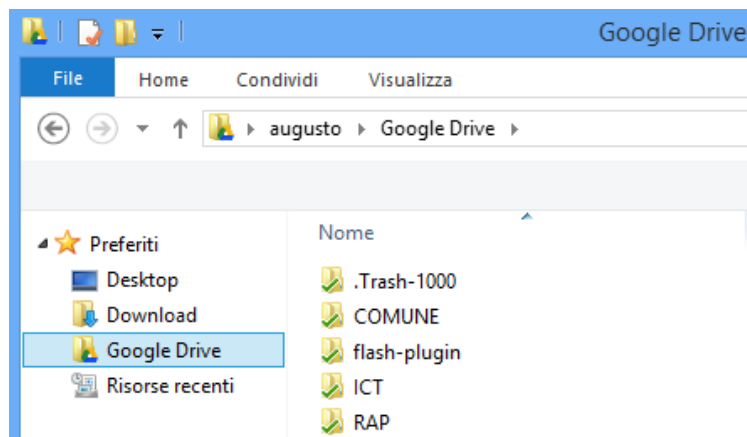 Google Drive
File Home Condividi Visualizza
augusto Google Drive
Preferiti
Desktop
Download
Google Drive
Risorse recenti
Nome
.Trash-1000
COMUNE
flash-plugin
ICT
RAP